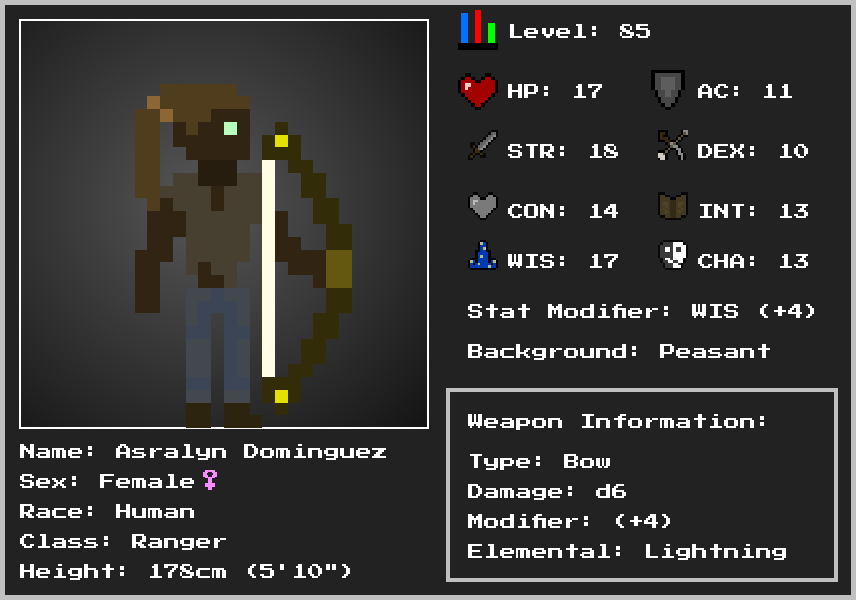 Level: 85
HP: 17
AC: 11
STR: 18
DEX: 10
CON: 14
INT: 13
WIS: 17
CHA: 13
Stat Modifier: WIS (+4)
Background: Peasant
Weapon Information:
Type: Bow
Damage: d6
Modifier: (+4)
Elemental: Lightning
Name: Asralyn Dominguez
Sex: Female♀
Race: Human
Class: Ranger
Height: 178cm (5'10")